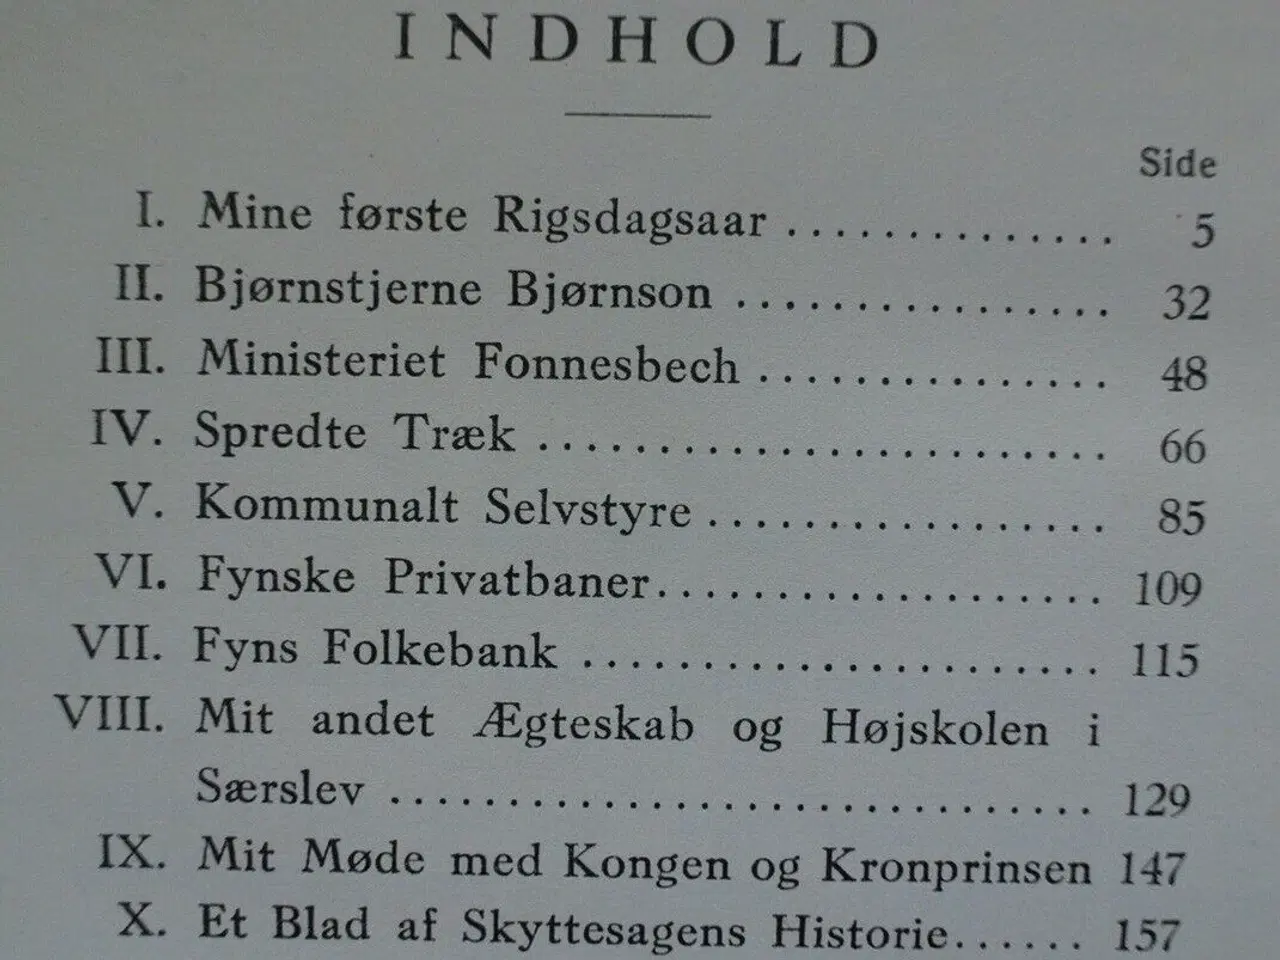 INDHOLD
Side
I. Mine første Rigsdagsaar .............. 5
II. Bjørnstjerne Bjørnson ................ 32
III. Ministeriet Fonnesbech ............... 48
IV. Spredte Træk ........................ 66
V. Kommunalt Selvstyre ................. 85
VI. Fynske Privatbaner................... 109
VII. Fyns Folkebank ...................... 115
VIII. Mit andet Ægteskab og Højskolen i
Særslev .............................. 129
IX. Mit Møde med Kongen og Kronprinsen 147
X. Et Blad af Skyttesagens Historie...... 157